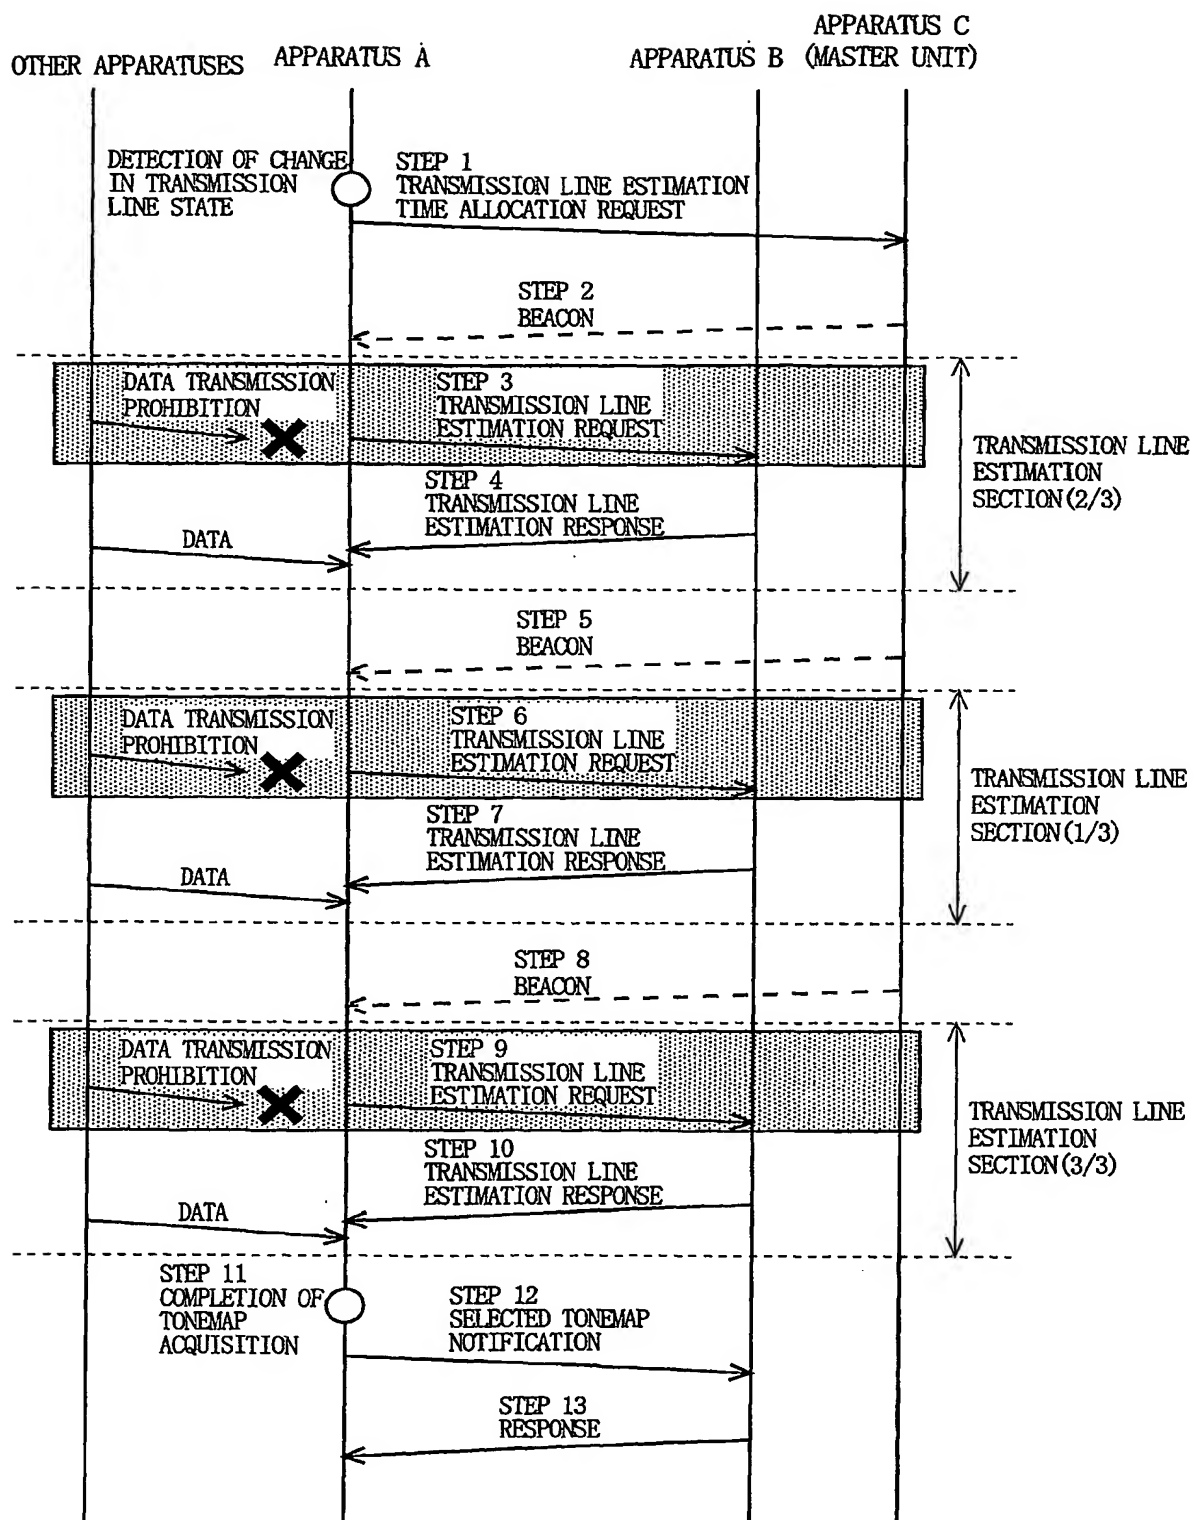 OTHER APPARATUSES
APPARATUS A
APPARATUS B
APPARATUS C
(MASTER UNIT)
DETECTION OF CHANGE
IN TRANSMISSION
LINE STATE
STEP 1
TRANSMISSION LINE ESTIMATION
TIME ALLOCATION REQUEST
STEP 2
BEACON
DATA TRANSMISSION
PROHIBITION
STEP 3
TRANSMISSION LINE
ESTIMATION REQUEST
STEP 4
TRANSMISSION LINE
ESTIMATION RESPONSE
DATA
TRANSMISSION LINE
ESTIMATION
SECTION(2/3)
STEP 5
BEACON
DATA TRANSMISSION
PROHIBITION
STEP 6
TRANSMISSION LINE
ESTIMATION REQUEST
STEP 7
TRANSMISSION LINE
ESTIMATION RESPONSE
DATA
TRANSMISSION LINE
ESTIMATION
SECTION(1/3)
STEP 8
BEACON
DATA TRANSMISSION
PROHIBITION
STEP 9
TRANSMISSION LINE
ESTIMATION REQUEST
STEP 10
TRANSMISSION LINE
ESTIMATION RESPONSE
DATA
TRANSMISSION LINE
ESTIMATION
SECTION(3/3)
STEP 11
COMPLETION OF
TONEMAP
ACQUISITION
STEP 12
SELECTED TONEMAP
NOTIFICATION
STEP 13
RESPONSE